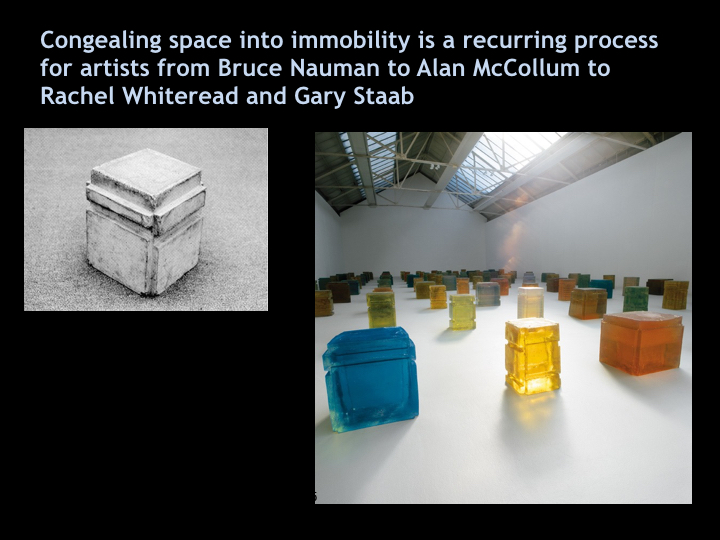 Congealing space into immobility is a recurring process
for artists from Bruce Nauman to Alan McCollum to
Rachel Whiteread and Gary Staab